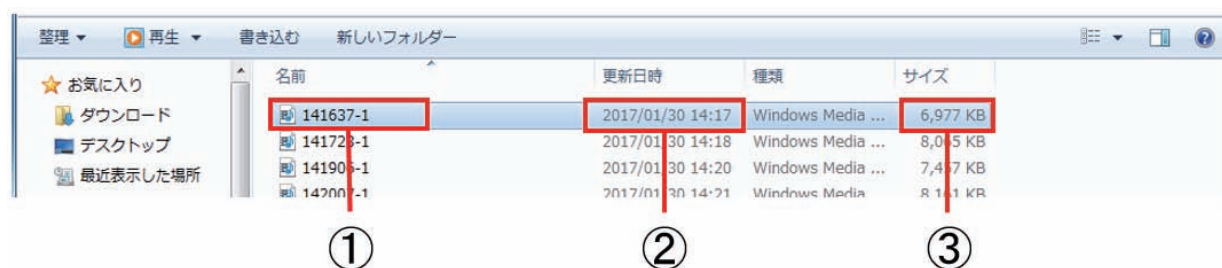 整理 ▼ 再生 ▼ 書き込む 新しいフォルダー
お気に入り
ダウンロード
デスクトップ
最近表示した場所
名前 更新日時 種類 サイズ
141637-1 2017/01/30 14:17 Windows Media ... 6,977 KB
141723-1 2017/01/30 14:18 Windows Media ... 8,065 KB
141906-1 2017/01/30 14:20 Windows Media ... 7,457 KB
142007-1 2017/01/30 14:21 Windows Media 8,161 KB
① ② ③